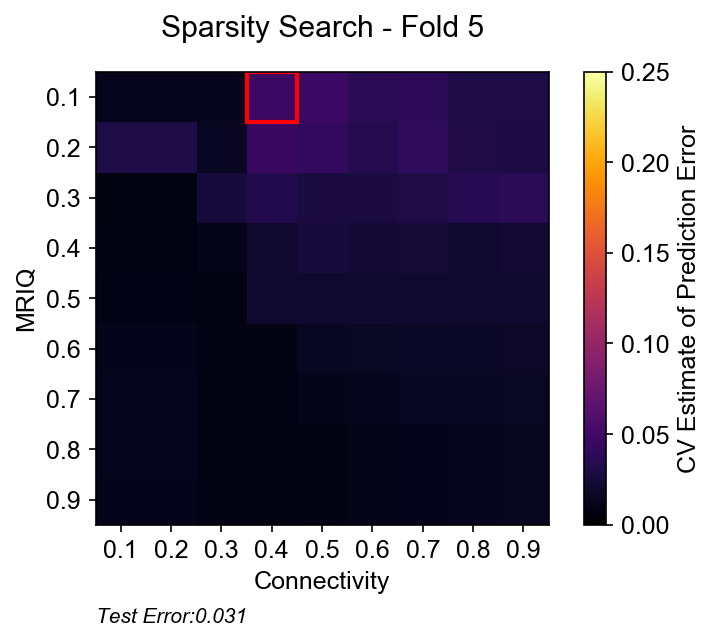 Sparsity Search - Fold 5
MRIQ
0.1
0.2
0.3
0.4
0.5
0.6
0.7
0.8
0.9
0.1 0.2 0.3 0.4 0.5 0.6 0.7 0.8 0.9
Connectivity
0.25
0.20
0.15
0.10
0.05
0.00
CV Estimate of Prediction Error
Test Error:0.031